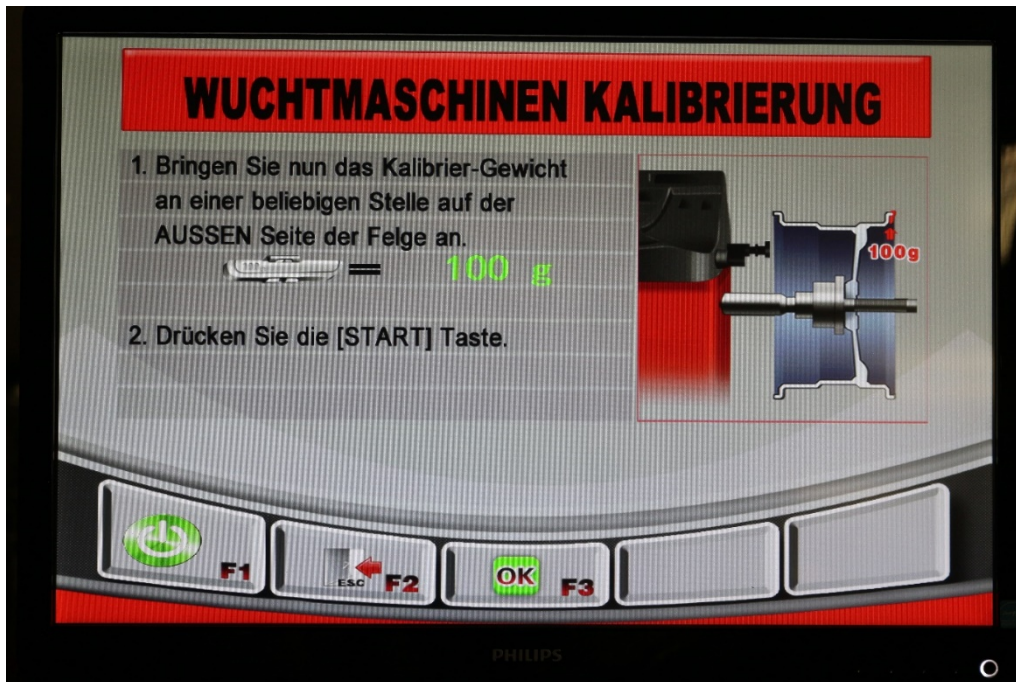 WUCHTMASCHINEN KALIBRIERUNG
1. Bringen Sie nun das Kalibrier-Gewicht
an einer beliebigen Stelle auf der
AUSSEN Seite der Felge an.
= 100 g
2. Drücken Sie die [START] Taste.
100g
F1
ESC F2
OK F3
PHILIPS